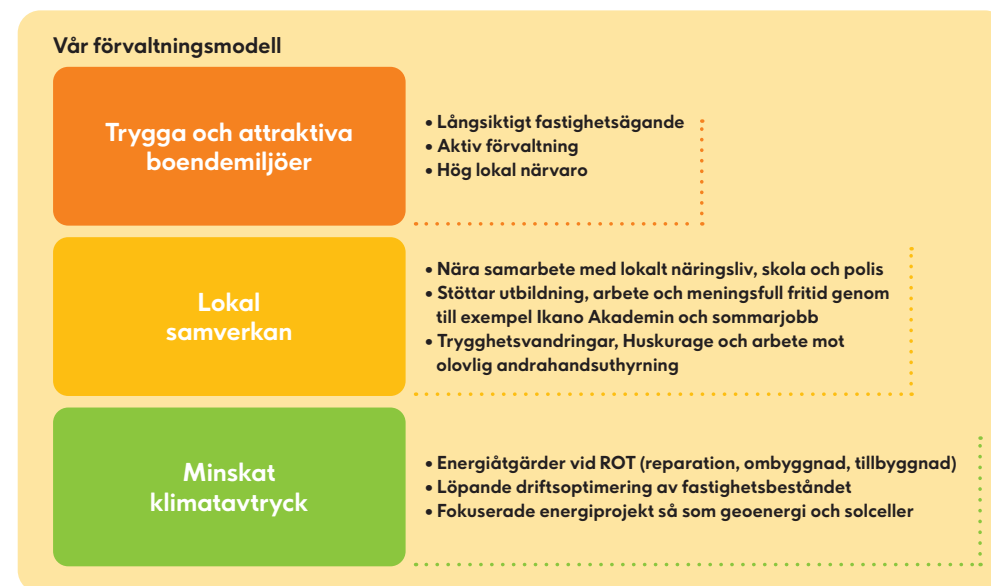 Vår förvaltningsmodell
Trygga och attraktiva
boendemiljöer
• Långsiktigt fastighetsägande
• Aktiv förvaltning
• Hög lokal närvaro
Lokal
samverkan
• Nära samarbete med lokalt näringsliv, skola och polis
• Stöttar utbildning, arbete och meningsfull fritid genom
till exempel Ikano Akademin och sommarjobb
• Trygghetsvandringar, Huskurage och arbete mot
olovlig andrahandsuthyrning
Minskat
klimatavtryck
• Energiåtgärder vid ROT (reparation, ombyggnad, tillbyggnad)
• Löpande driftsoptimering av fastighetsbeståndet
• Fokuserade energiprojekt så som geoenergi och solceller